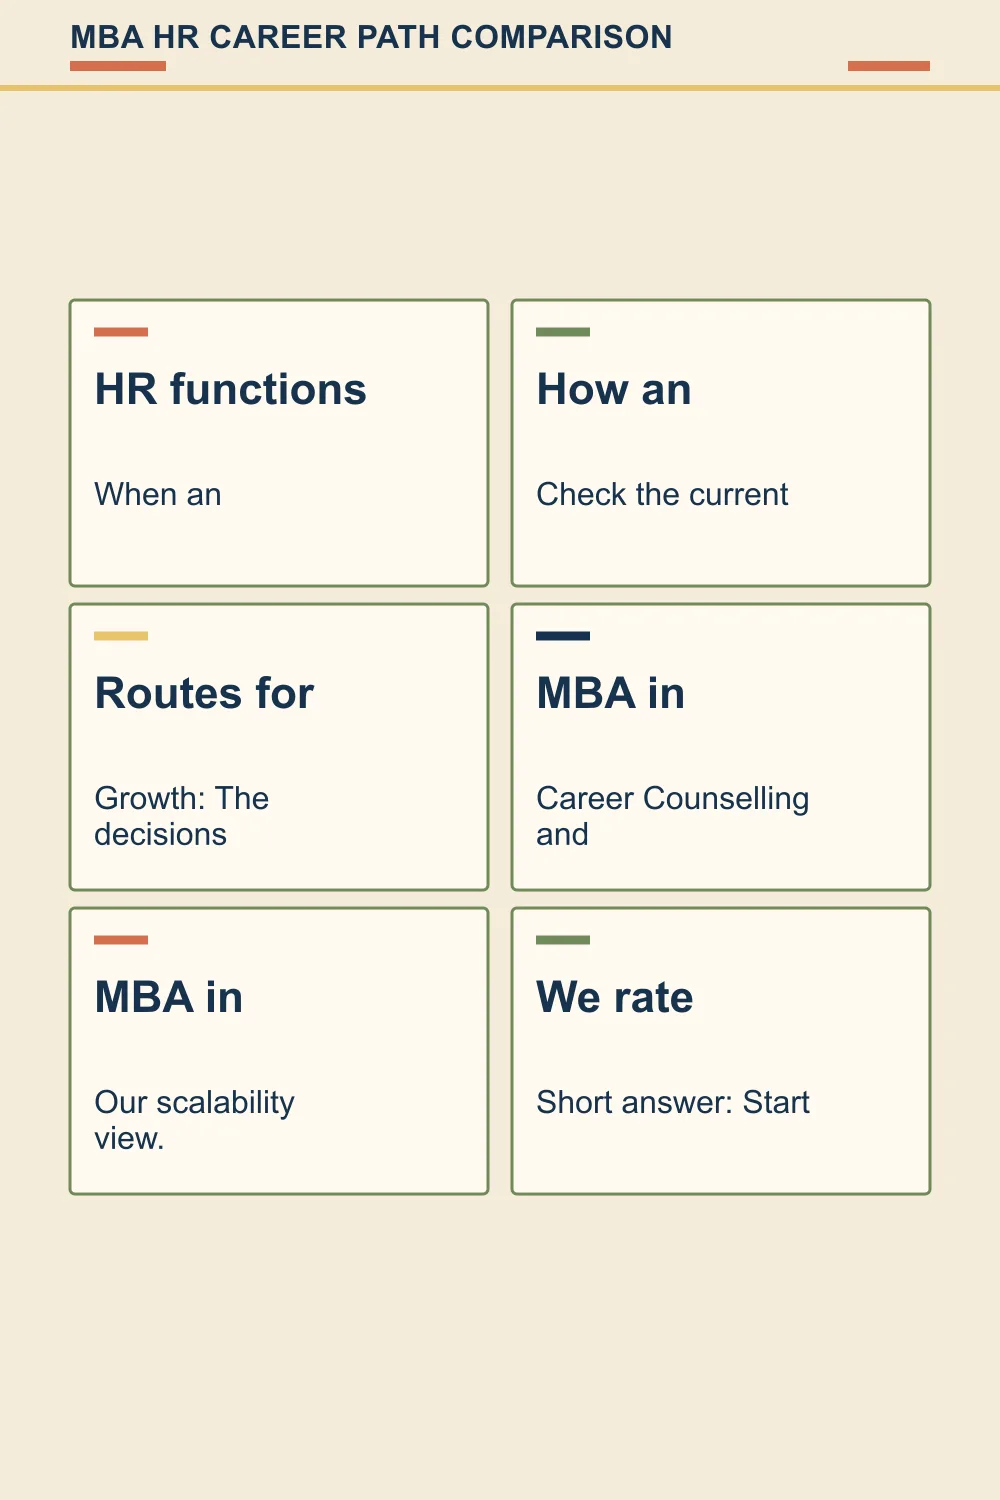 MBA HR CAREER PATH COMPARISON
HR functions
When an
How an
Check the current
Routes for
Growth: The
decisions
MBA in
Career Counselling
and
MBA in
Our scalability
view.
We rate
Short answer: Start